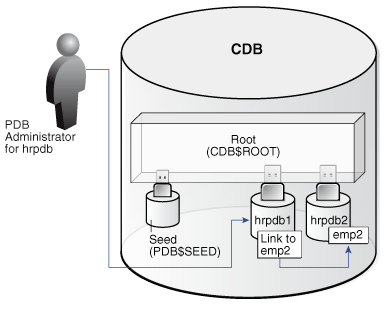 CDB
PDB
Administrator
for hrpdb
Root
(CDB$ROOT)
Seed
(PDB$SEED)
hrpdb1
Link to
emp2
hrpdb2
emp2